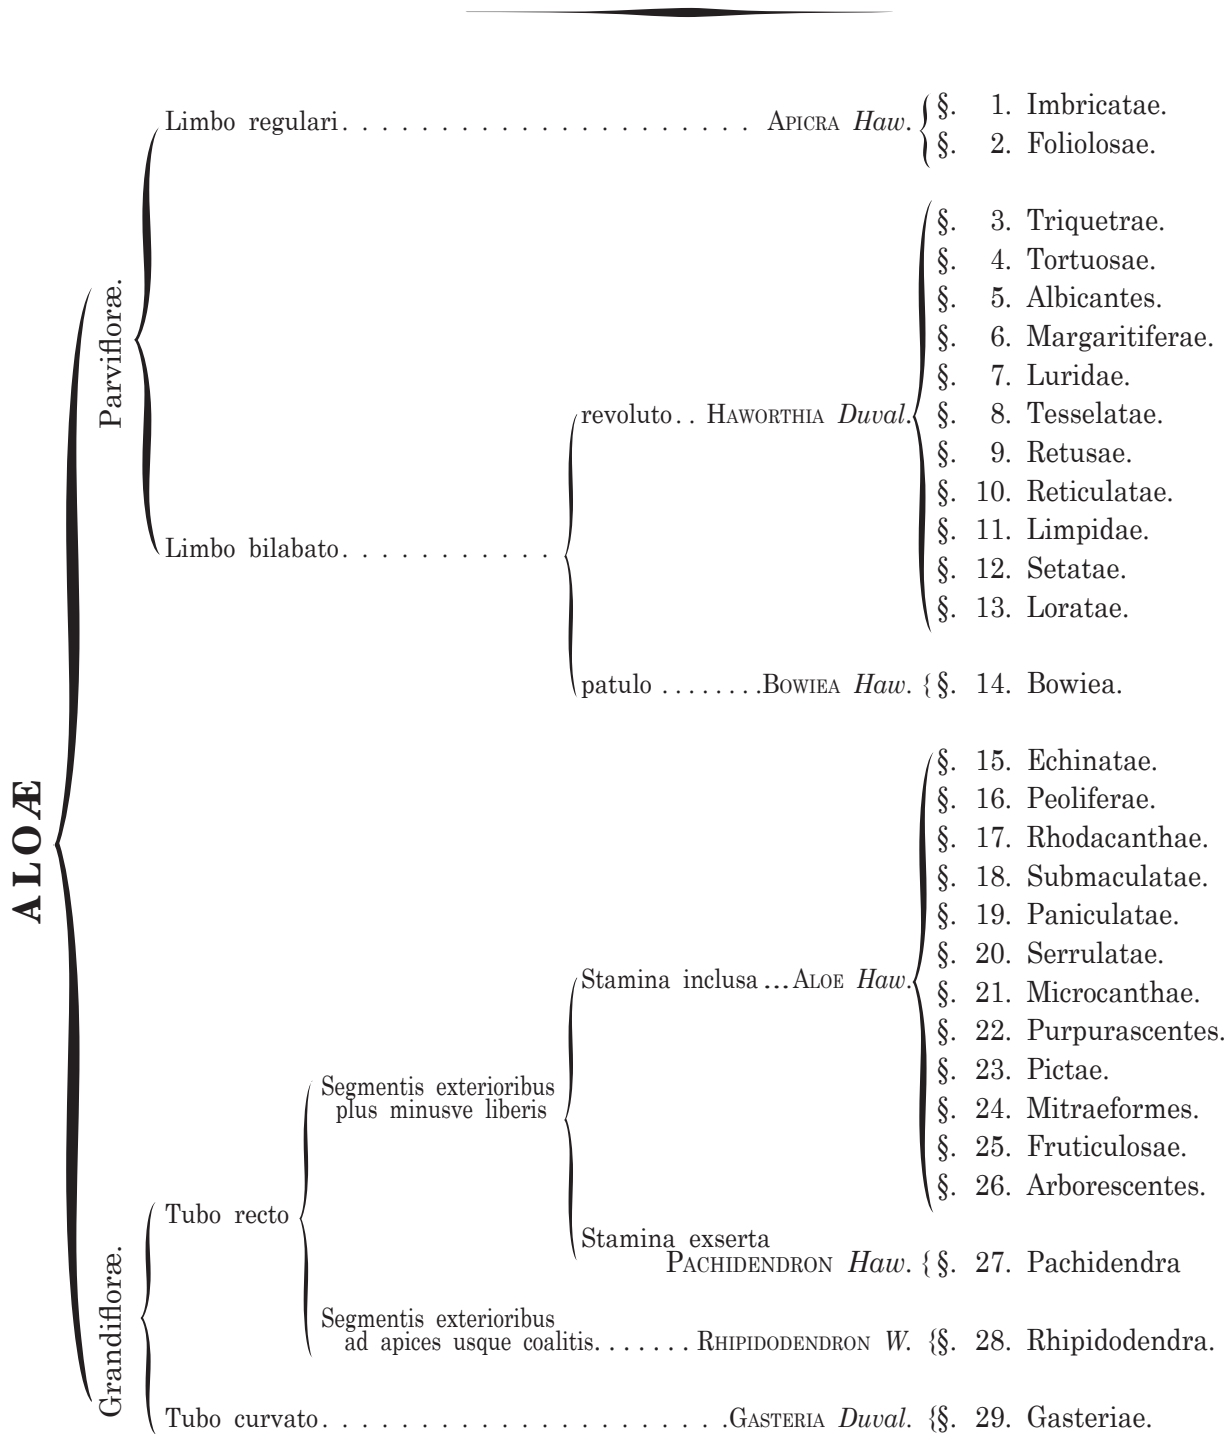 ALOÆ
Parvifloræ.
Limbo regulari. . . . . . . . . . . . . . . . . . . . . APICRA Haw.
§. 1. Imbricatae.
§. 2. Foliolosae.
Limbo bilabato. . . . . . . . . . .
revoluto. . HAWORTHIA Duval.
§. 3. Triquetrae.
§. 4. Tortuosae.
§. 5. Albicantes.
§. 6. Margaritiferae.
§. 7. Luridae.
§. 8. Tesselatae.
§. 9. Retusae.
§. 10. Reticulatae.
§. 11. Limpidae.
§. 12. Setatae.
§. 13. Loratae.
patulo . . . . . . . . BOWIEA Haw. {§. 14. Bowiea.
Grandifloræ.
Tubo recto
Segmentis exterioribus
plus minusve liberis
Stamina inclusa ... ALOE Haw.
§. 15. Echinatae.
§. 16. Peoliferae.
§. 17. Rhodacanthae.
§. 18. Submaculatae.
§. 19. Paniculatae.
§. 20. Serrulatae.
§. 21. Microcanthae.
§. 22. Purpurascentes.
§. 23. Pictae.
§. 24. Mitraeformes.
§. 25. Fruticulosae.
§. 26. Arborescentes.
Stamina exserta
PACHIDENDRON Haw. {§. 27. Pachidendra
Segmentis exterioribus
ad apices usque coalitis. . . . . . . RHIPIDODENDRON W. {§. 28. Rhipidodendra.
Tubo curvato. . . . . . . . . . . . . . . . . . . . . GASTERIA Duval. {§. 29. Gasteriae.